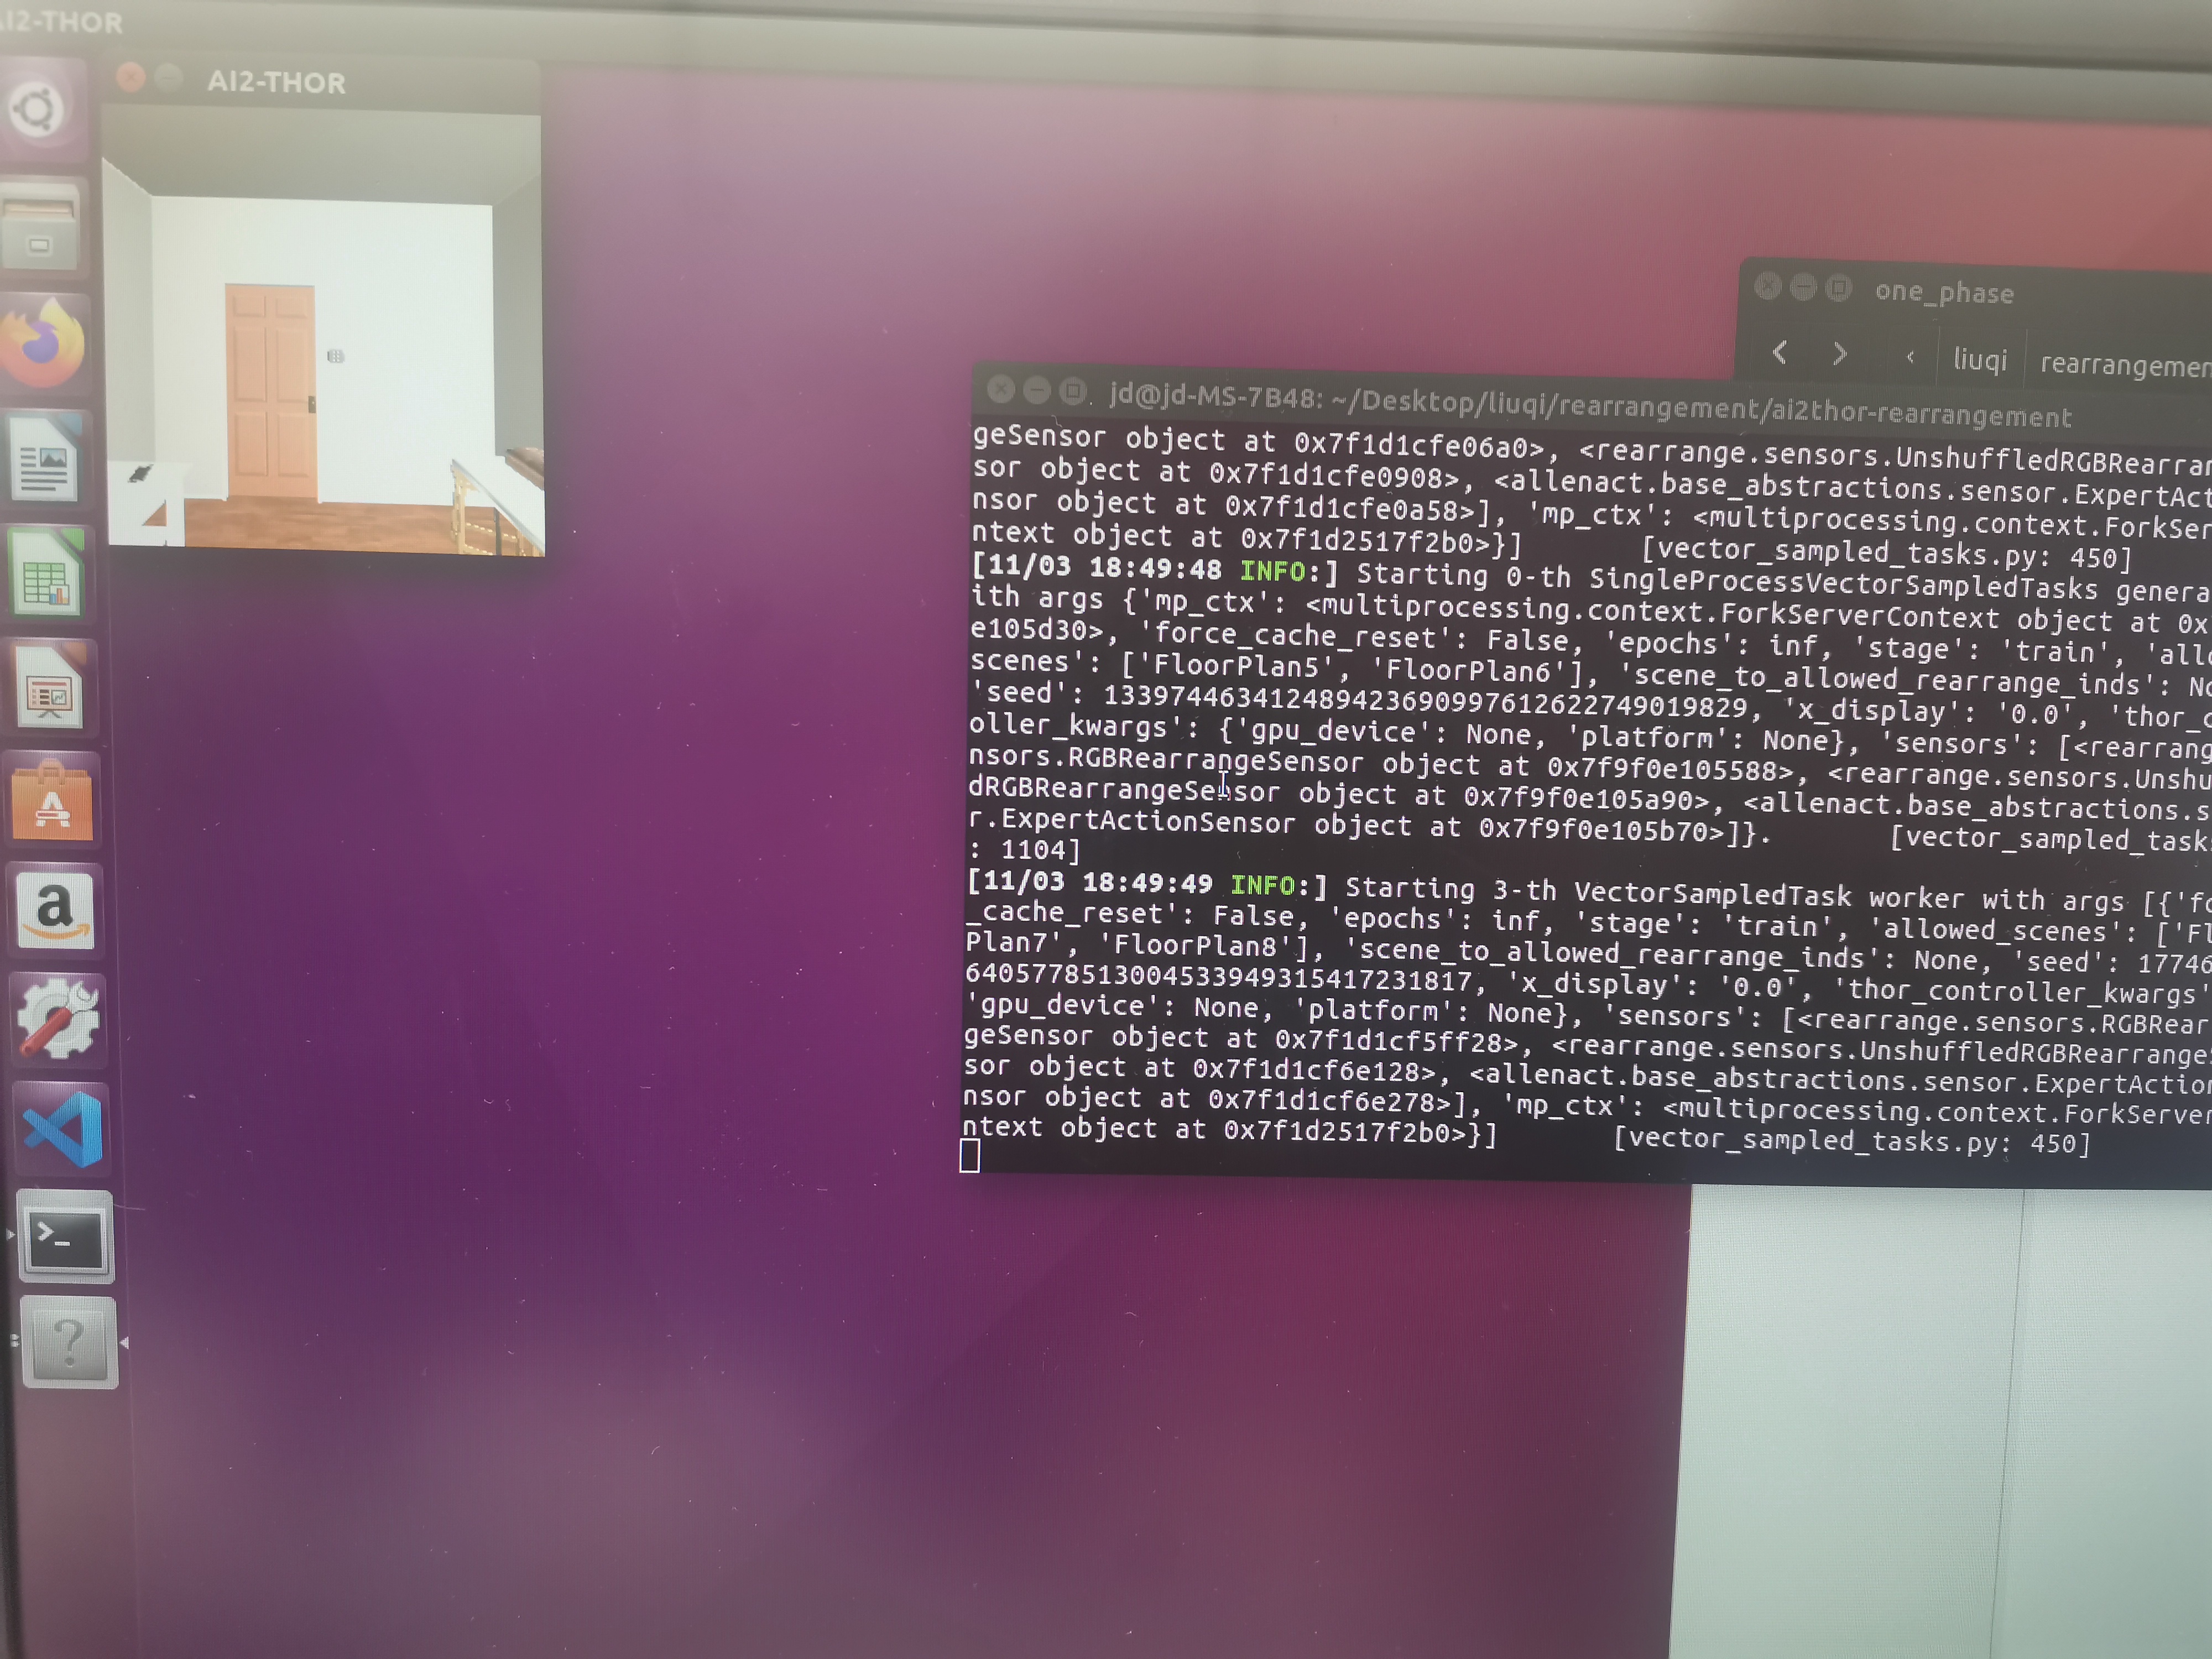 AI2-THOR
AI2-THOR
one_phase
liuqi
jd@jd-MS-7B48: ~/Desktop/liuqi/rearrangement/ai2thor-rearrangement
geSensor object at 0x7f1d1cfe06a0>, <rearrange.sensors.UnshuffledRGBRearran
sor object at 0x7f1d1cfe0908>, <allenact.base_abstractions.sensor.ExpertAct
nsor object at 0x7f1d1cfe0a58>], 'mp_ctx': <multiprocessing.context.ForkSer
ntext object at 0x7f1d2517f2b0>}] [vector_sampled_tasks.py: 450]
[11/03 18:49:48 INFO:] Starting 0-th SingleProcessVectorSampledTasks genera
ith args {'mp_ctx': <multiprocessing.context.ForkServerContext object at 0x
e105d30>, 'force_cache_reset': False, 'epochs': inf, 'stage': 'train', 'allo
scenes': ['FloorPlan5', 'FloorPlan6'], 'scene_to_allowed_rearrange_inds': No
'seed': 133974463412489423690997612622749019829, 'x_display': '0.0', 'thor_c
oller_kwargs': {'gpu_device': None, 'platform': None}, 'sensors': [<rearrang
nsors.RGBRearrangeSensor object at 0x7f9f0e105588>, <rearrange.sensors.Unshu
dRGBRearrangeSensor object at 0x7f9f0e105a90>, <allenact.base_abstractions.s
r.ExpertActionSensor object at 0x7f9f0e105b70>]}. [vector_sampled_task
: 1104]
[11/03 18:49:49 INFO:] Starting 3-th VectorSampledTask worker with args [{'fo
_cache_reset': False, 'epochs': inf, 'stage': 'train', 'allowed_scenes': ['Fl
Plan7', 'FloorPlan8'], 'scene_to_allowed_rearrange_inds': None, 'seed': 17746
6405778513004533949315417231817, 'x_display': '0.0', 'thor_controller_kwargs'
'gpu_device': None, 'platform': None}, 'sensors': [<rearrange.sensors.RGBRear
geSensor object at 0x7f1d1cf5ff28>, <rearrange.sensors.UnshuffledRGBRearranges
sor object at 0x7f1d1cf6e128>, <allenact.base_abstractions.sensor.ExpertAction
nsor object at 0x7f1d1cf6e278>], 'mp_ctx': <multiprocessing.context.ForkServer
ntext object at 0x7f1d2517f2b0>}] [vector_sampled_tasks.py: 450]